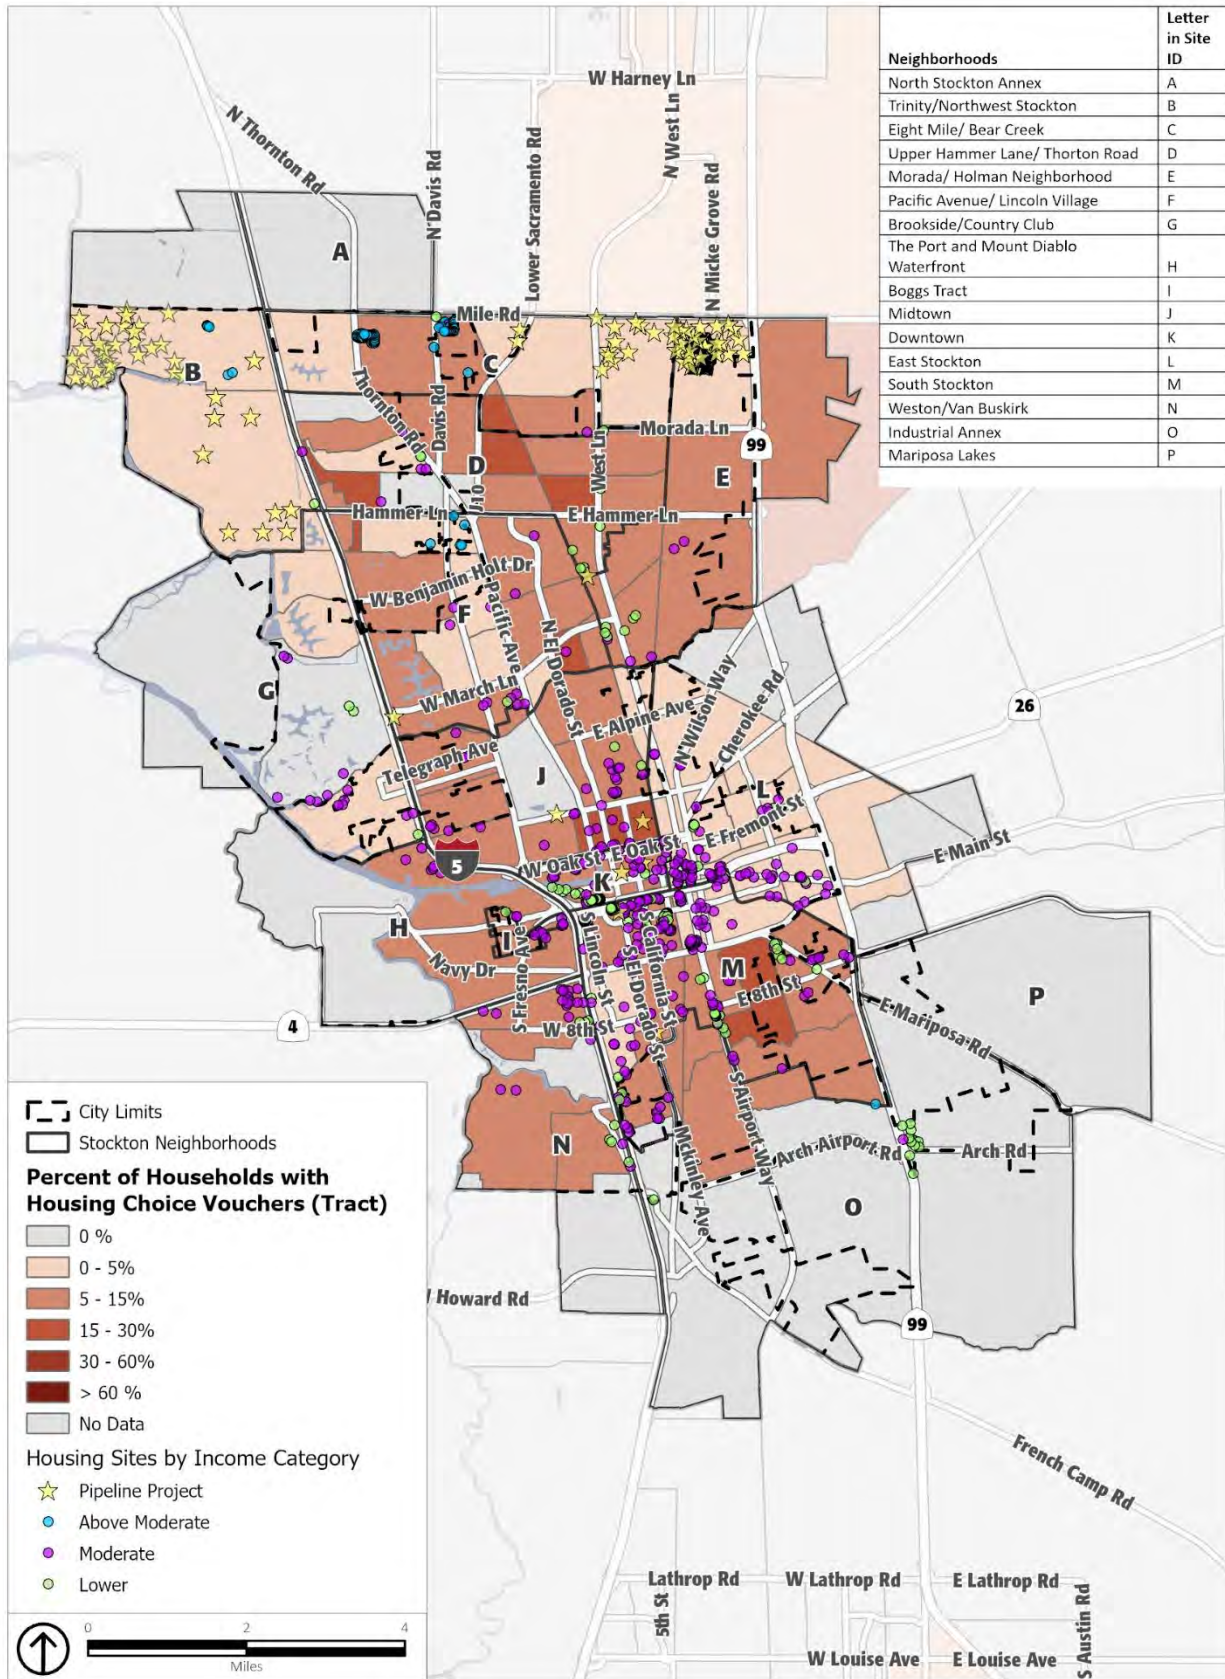 Neighborhoods Letter in Site ID
North Stockton Annex A
Trinity/Northwest Stockton B
Eight Mile/ Bear Creek C
Upper Hammer Lane/ Thorton Road D
Morada/ Holman Neighborhood E
Pacific Avenue/ Lincoln Village F
Brookside/Country Club G
The Port and Mount Diablo
Waterfront H
Boggs Tract I
Midtown J
Downtown K
East Stockton L
South Stockton M
Weston/Van Buskirk N
Industrial Annex O
Mariposa Lakes P
W Harney Ln
N Thornton Rd
N Davis Rd
Lower Sacramento Rd
N West Ln
N Micke Grove Rd
A
Mile Rd
B
C
Thornton Rd
Davis Rd
West Ln
Morada Ln
99
D
E
J10
Hammer Ln
E Hammer Ln
W Benjamin Holt Dr
F
Pacific Ave
N El Dorado St
G
W March Ln
E Alpine Ave
N Wilson Way
Cherokee Rd
26
Telegraph Ave
J
L
E Fremont St
5
W Oak St
E Oak St
E Main St
K
H
I
S Fresno Ave
Navy Dr
S Lincoln St
S California St
S El Dorado St
M
E 8th St
P
4
W 8th St
E Mariposa Rd
N
S Airport Way
Mckinley Ave
Arch Airport Rd
Arch Rd
O
Howard Rd
99
French Camp Rd
Lathrop Rd
W Lathrop Rd
E Lathrop Rd
5th St
S Austin Rd
W Louise Ave
E Louise Ave
City Limits
Stockton Neighborhoods
Percent of Households with
Housing Choice Vouchers (Tract)
0 %
0 - 5%
5 - 15%
15 - 30%
30 - 60%
> 60 %
No Data
Housing Sites by Income Category
Pipeline Project
Above Moderate
Moderate
Lower
0 2 4
Miles